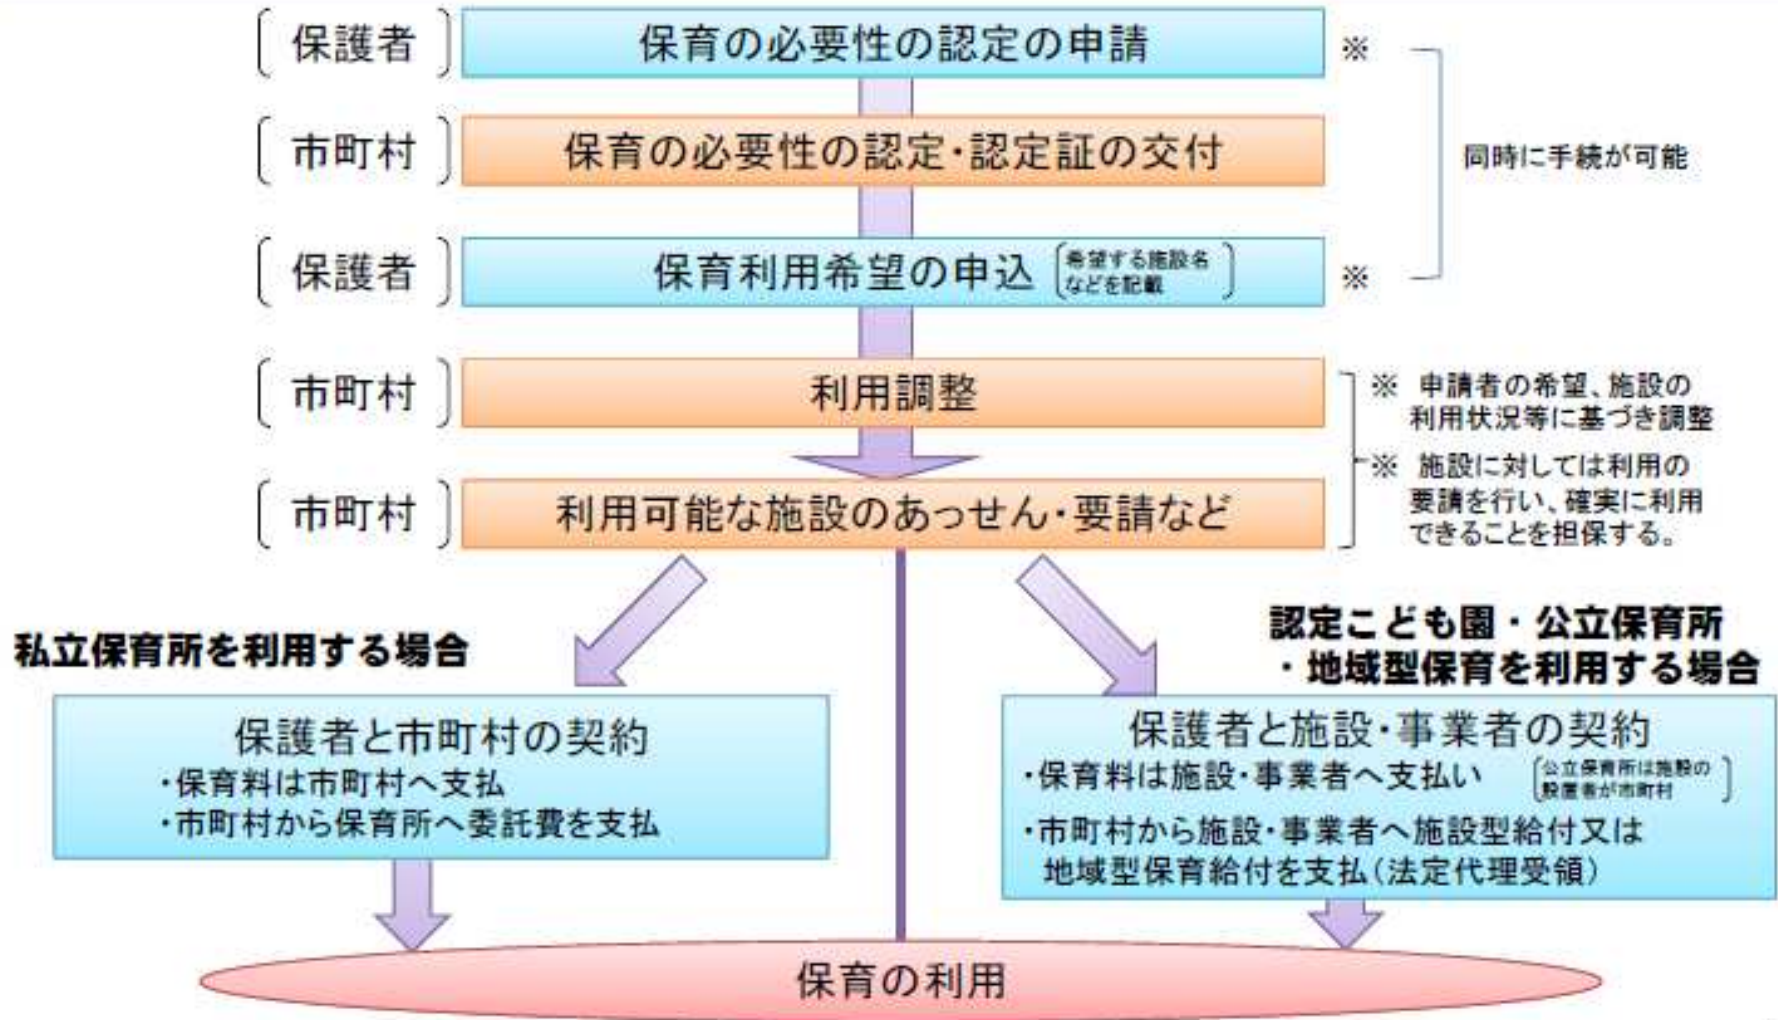 〔保護者〕 保育の必要性の認定の申請 ※
〔市町村〕 保育の必要性の認定・認定証の交付
同時に手続が可能
〔保護者〕 保育利用希望の申込 〔希望する施設名
などを記載〕 ※
〔市町村〕 利用調整
※ 申請者の希望、施設の
利用状況等に基づき調整
※ 施設に対しては利用の
要請を行い、確実に利用
できることを担保する。
〔市町村〕 利用可能な施設のあっせん・要請など
私立保育所を利用する場合
保護者と市町村の契約
・保育料は市町村へ支払
・市町村から保育所へ委託費を支払
認定こども園・公立保育所
・地域型保育を利用する場合
保護者と施設・事業者の契約
・保育料は施設・事業者へ支払い 〔公立保育所は施設の
設置者が市町村〕
・市町村から施設・事業者へ施設型給付又は
地域型保育給付を支払(法定代理受領)
保育の利用